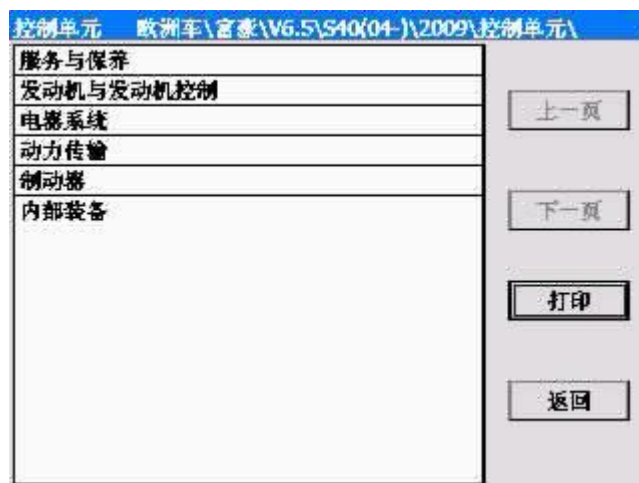 控制单元 欧洲车\富豪\V6.5\S40(04-)\2009\控制单元\
服务与保养
发动机与发动机控制
电器系统
动力传输
制动器
内部装备
上一页
下一页
打印
返回